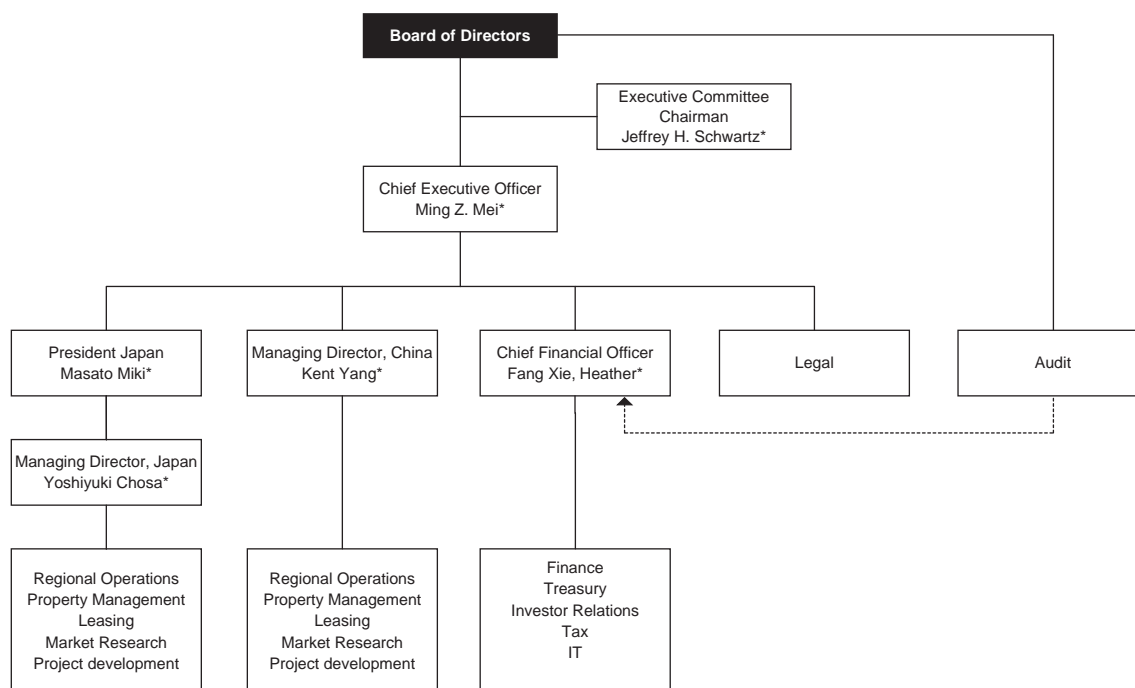 Board of Directors
Executive Committee
Chairman
Jeffrey H. Schwartz*
Chief Executive Officer
Ming Z. Mei*
President Japan
Masato Miki*
Managing Director, China
Kent Yang*
Chief Financial Officer
Fang Xie, Heather*
Legal
Audit
Managing Director, Japan
Yoshiyuki Chosa*
Regional Operations
Property Management
Leasing
Market Research
Project development
Regional Operations
Property Management
Leasing
Market Research
Project development
Finance
Treasury
Investor Relations
Tax
IT